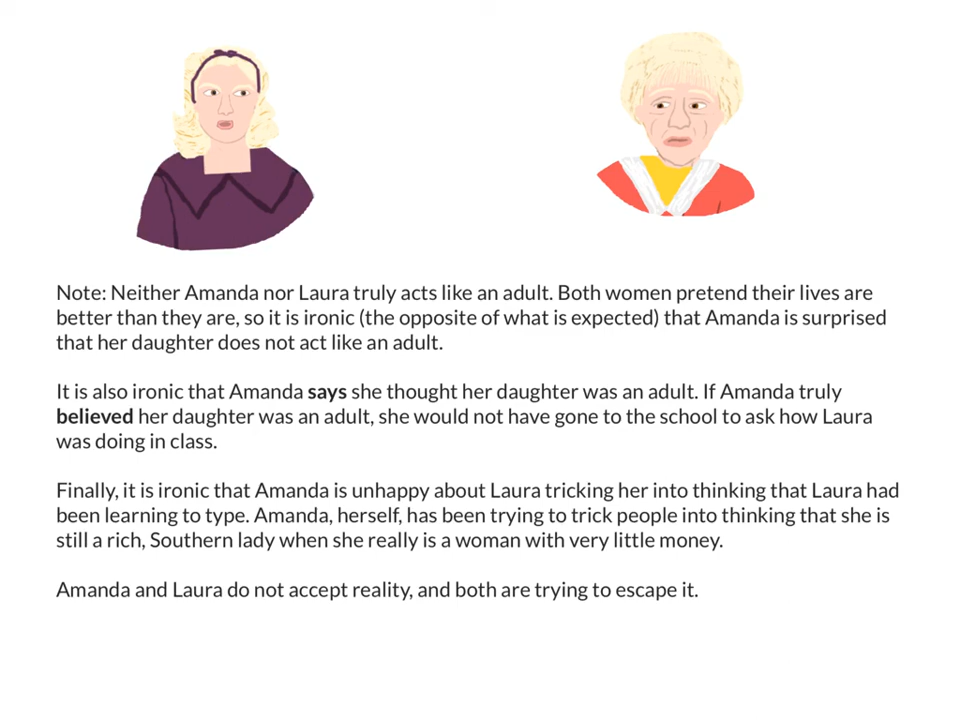 Note: Neither Amanda nor Laura truly acts like an adult. Both women pretend their lives are
better than they are, so it is ironic (the opposite of what is expected) that Amanda is surprised
that her daughter does not act like an adult.
It is also ironic that Amanda says she thought her daughter was an adult. If Amanda truly
believed her daughter was an adult, she would not have gone to the school to ask how Laura
was doing in class.
Finally, it is ironic that Amanda is unhappy about Laura tricking her into thinking that Laura had
been learning to type. Amanda, herself, has been trying to trick people into thinking that she is
still a rich, Southern lady when she really is a woman with very little money.
Amanda and Laura do not accept reality, and both are trying to escape it.